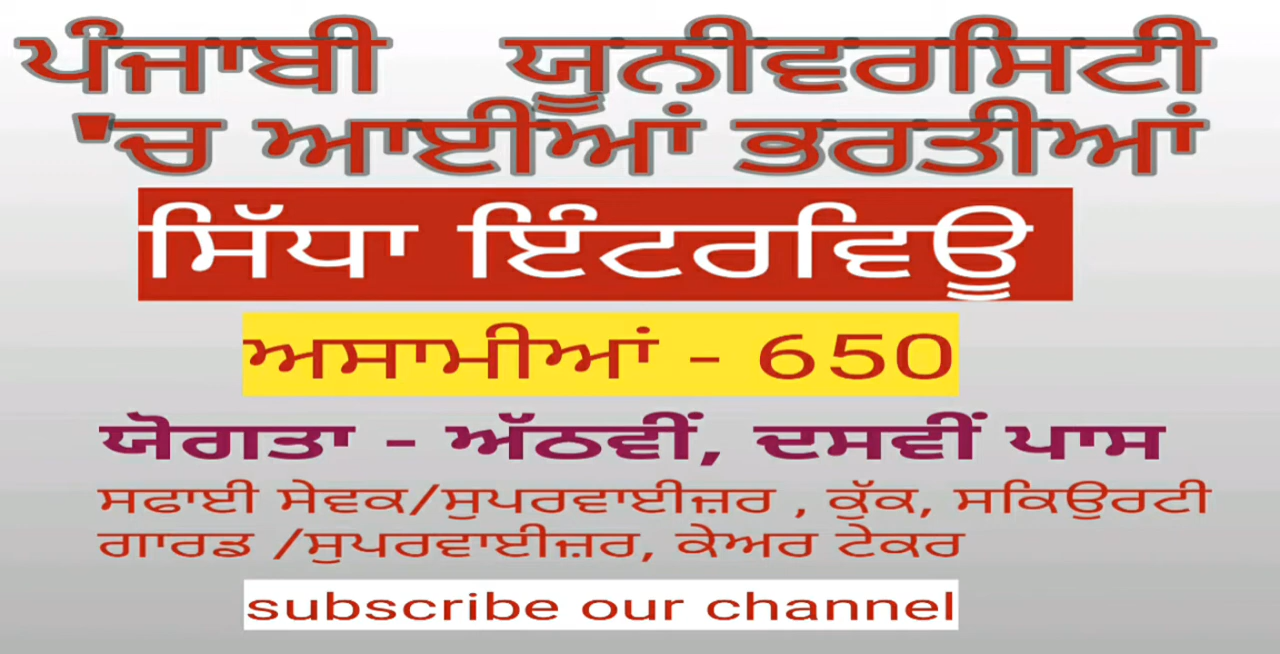 ਪੰਜਾਬੀ ਯੂਨੀਵਰਸਿਟੀ
'ਚ ਆਈਆਂ ਭਰਤੀਆਂ
ਸਿੱਧਾ ਇੰਟਰਵਿਊ
ਅਸਾਮੀਆਂ - 650
ਯੋਗਤਾ - ਅੱਠਵੀਂ, ਦਸਵੀਂ ਪਾਸ
ਸਫਾਈ ਸੇਵਕ/ਸੁਪਰਵਾਈਜ਼ਰ , ਕੁੱਕ, ਸਕਿਉਰਟੀ
ਗਾਰਡ /ਸੁਪਰਵਾਈਜ਼ਰ, ਕੇਅਰ ਟੇਕਰ
subscribe our channel